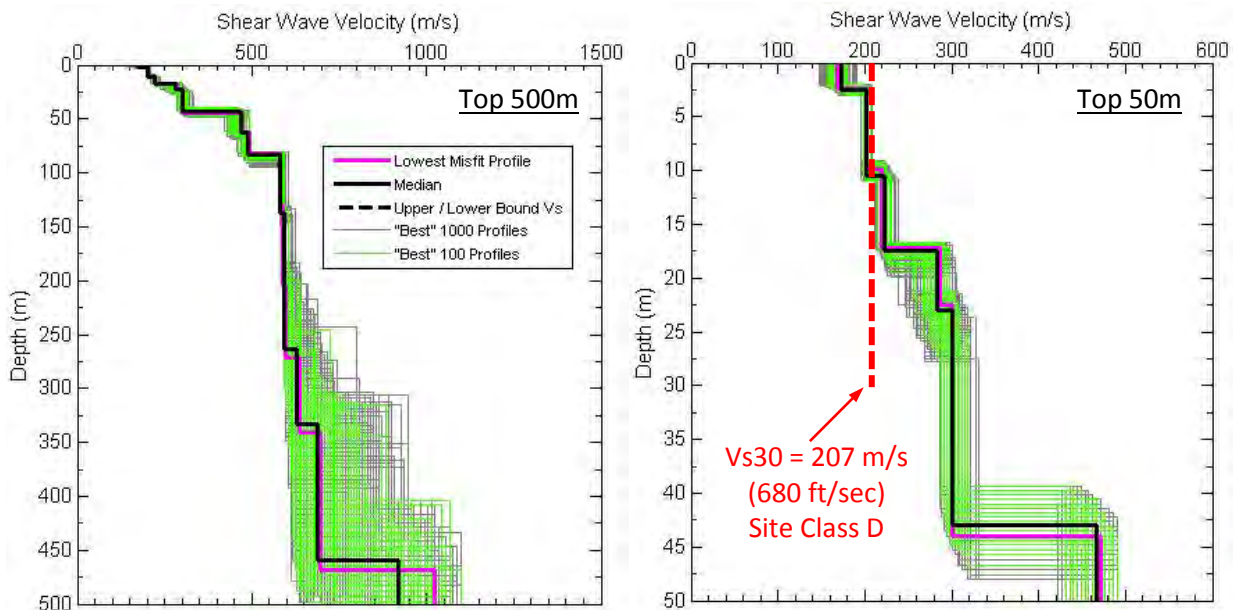 Shear Wave Velocity (m/s)
0 500 1000 1500
0
50
100
150
200
250
300
350
400
450
500
Depth (m)
Top 500m
Lowest Misfit Profile
Median
Upper / Lower Bound Vs
"Best" 1000 Profiles
"Best" 100 Profiles
Shear Wave Velocity (m/s)
0 100 200 300 400 500 600
0
5
10
15
20
25
30
35
40
45
50
Depth (m)
Top 50m
Vs30 = 207 m/s
(680 ft/sec)
Site Class D